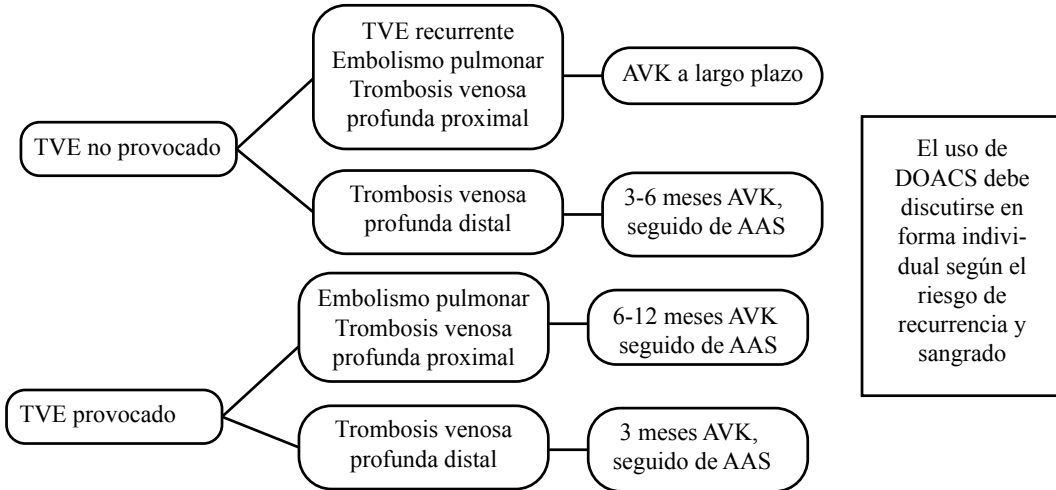 TVE no provocado
TVE recurrente
Embolismo pulmonar
Trombosis venosa
profunda proximal
AVK a largo plazo
Trombosis venosa
profunda distal
3-6 meses AVK,
seguido de AAS
TVE provocado
Embolismo pulmonar
Trombosis venosa
profunda proximal
6-12 meses AVK
seguido de AAS
Trombosis venosa
profunda distal
3 meses AVK,
seguido de AAS
El uso de
DOACS debe
discutirse en
forma indivi-
dual según el
riesgo de
recurrencia y
sangrado